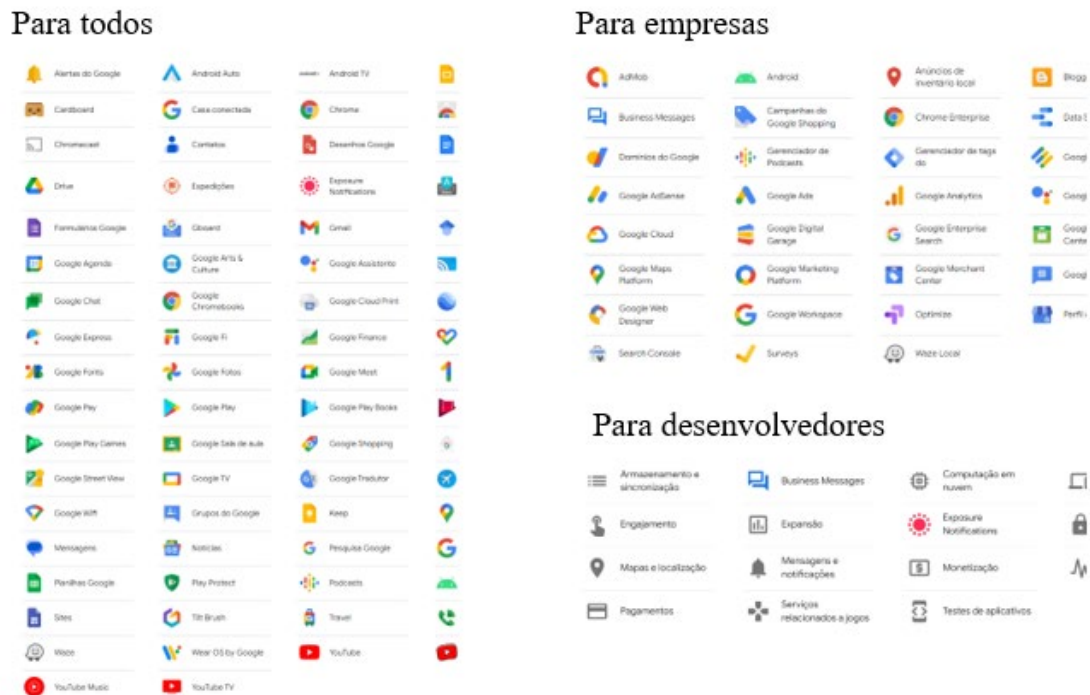 Para todos
Alertas do Google
Android Auto
Android TV
Cardboard
Casa conectada
Chrome
Chromecast
Contatos
Desenhos Google
Drive
Expedições
Exposure
Notifications
Formulários Google
Gboard
Gmail
Google Agenda
Google Arts &
Culture
Google Assistente
Google Chat
Google
Chromebooks
Google Cloud Print
Google Express
Google Fi
Google Finance
Google Fonts
Google Fotos
Google Meet
Google Pay
Google Play
Google Play Books
Google Play Games
Google Sala de aula
Google Shopping
Google Street View
Google TV
Google Tradutor
Google Wifi
Grupos do Google
Keep
Mensagens
Notícias
Pesquisa Google
Planilhas Google
Play Protect
Podcasts
Sites
Tilt Brush
Travel
Waze
Wear OS by Google
YouTube
YouTube Music
YouTube TV
Para empresas
AdMob
Android
Anúncios de
inventário local
Blogg
Business Messages
Campanhas do
Google Shopping
Chrome Enterprise
Data
Domínios do Google
Gerenciador de
Podcasts
Gerenciador de tags
do
Googl
Google AdSense
Google Ads
Google Analytics
Googl
Google Cloud
Google Digital
Garage
Google Enterprise
Search
Googl
Cente
Google Maps
Platform
Google Marketing
Platform
Google Merchant
Center
Googl
Google Web
Designer
Google Workspace
Optimize
Perfil
Search Console
Surveys
Waze Local
Para desenvolvedores
Armazenamento e
sincronização
Business Messages
Computação em
nuvem
Engajamento
Expansão
Exposure
Notifications
Mapas e localização
Mensagens e
notificações
Monetização
Pagamentos
Serviços
relacionados a jogos
Testes de aplicativos